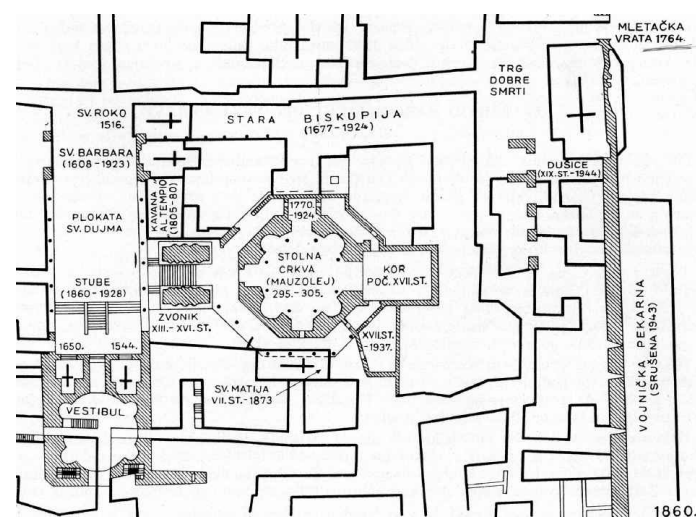 MLETAČKA
VRATA 1764.
TRG
DOBRE
SMRTI
SV. ROKO
1516.
STARA
BISKUPIJA
(1677-1924)
SV. BARBARA
(1608-1923)
DUŠICE
(XIX.ST.-1944)
KAVANA
AL TEMPIO
(1805-80)
1770.
-1924
PLOKATA
SV. DUJMA
STOLNA
CRKVA
(MAUZOLEJ)
295.-305.
KOR
POČ. XVII. ST.
STUBE
(1860-1928)
ZVONIK
XIII.-XVI. ST.
XVII.ST.
-1937.
1650.
1544.
SV. MATIJA
VII. ST.-1873
VESTIBUL
VOJNIČKA PEKARNA
(SRUŠENA 1943)
1860.